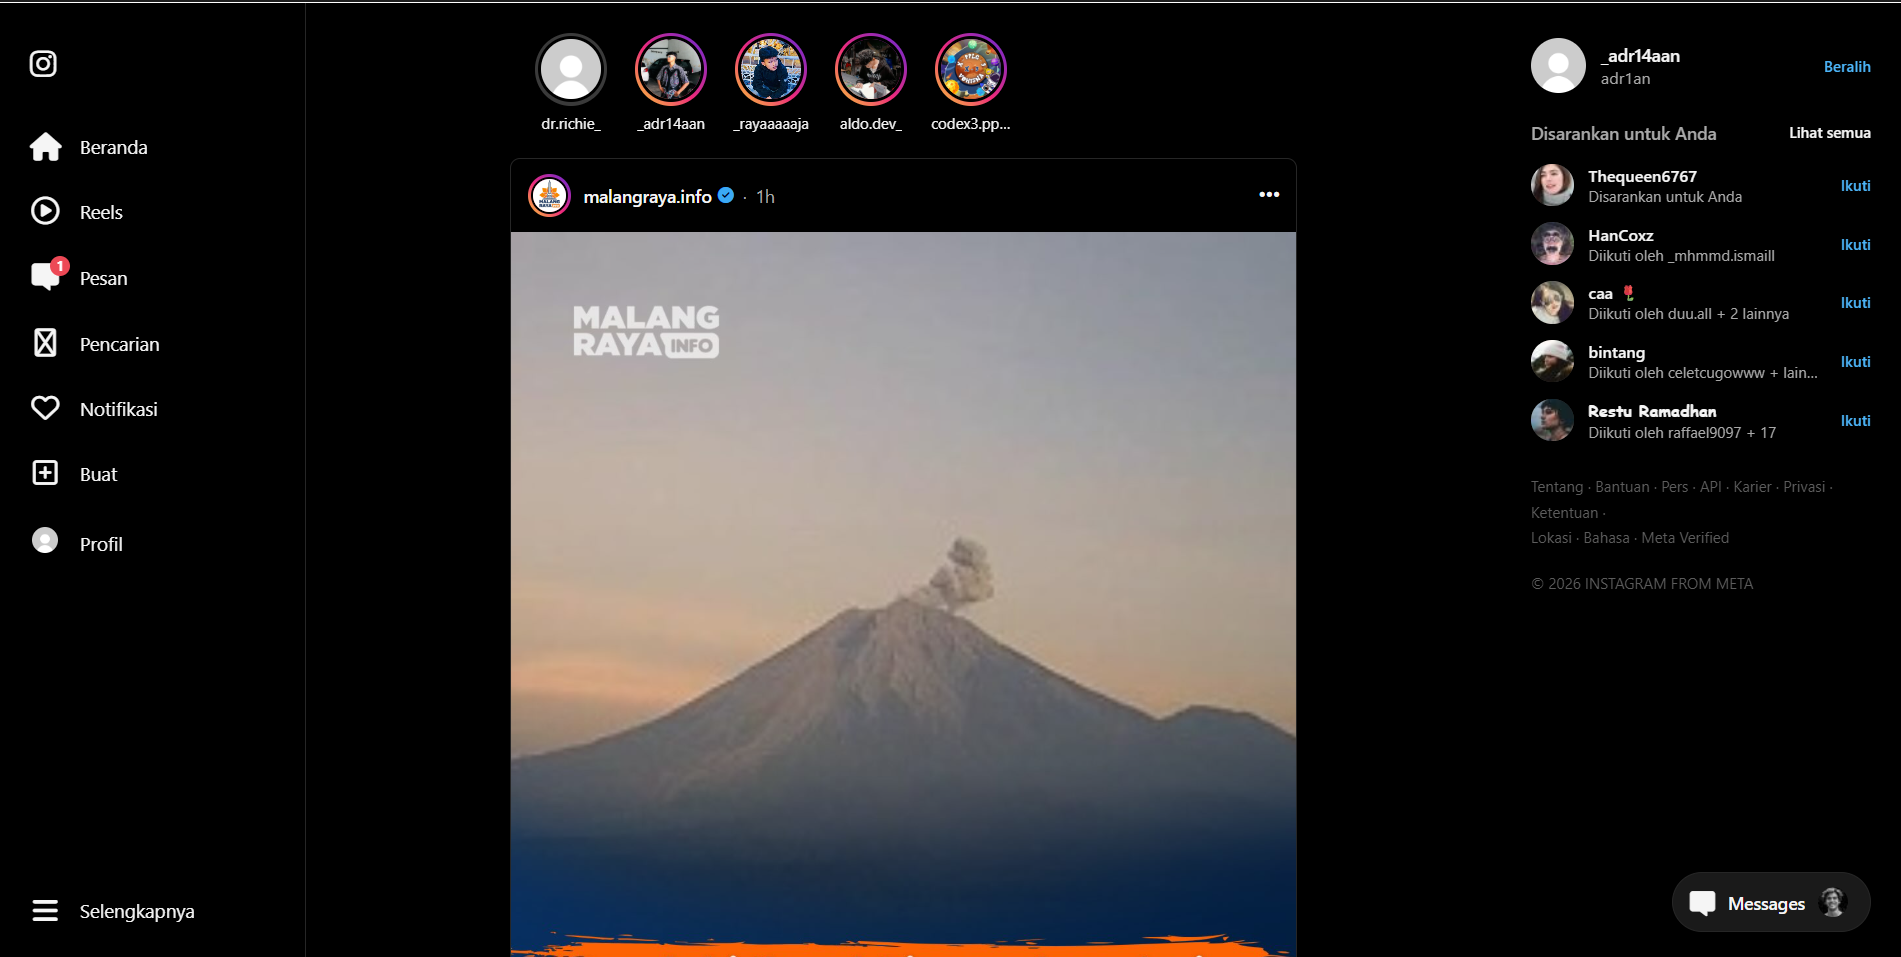 Beranda
Reels
1
Pesan
Pencarian
Notifikasi
Buat
Profil
Selengkapnya
dr.richie_
_adr14aan
_rayaaaaaja
aldo.dev_
codex3.pp...
malangraya.info · 1h
MALANG
RAYA INFO
_adr14aan
adr1an
Beralih
Disarankan untuk Anda
Lihat semua
Thequeen6767
Disarankan untuk Anda
Ikuti
HanCoxz
Diikuti oleh _mhmmd.ismaill
Ikuti
caa
Diikuti oleh duu.all + 2 lainnya
Ikuti
bintang
Diikuti oleh celetcugowww + lain...
Ikuti
Restu Ramadhan
Diikuti oleh raffael9097 + 17
Ikuti
Tentang · Bantuan · Pers · API · Karier · Privasi ·
Ketentuan ·
Lokasi · Bahasa · Meta Verified
© 2026 INSTAGRAM FROM META
Messages